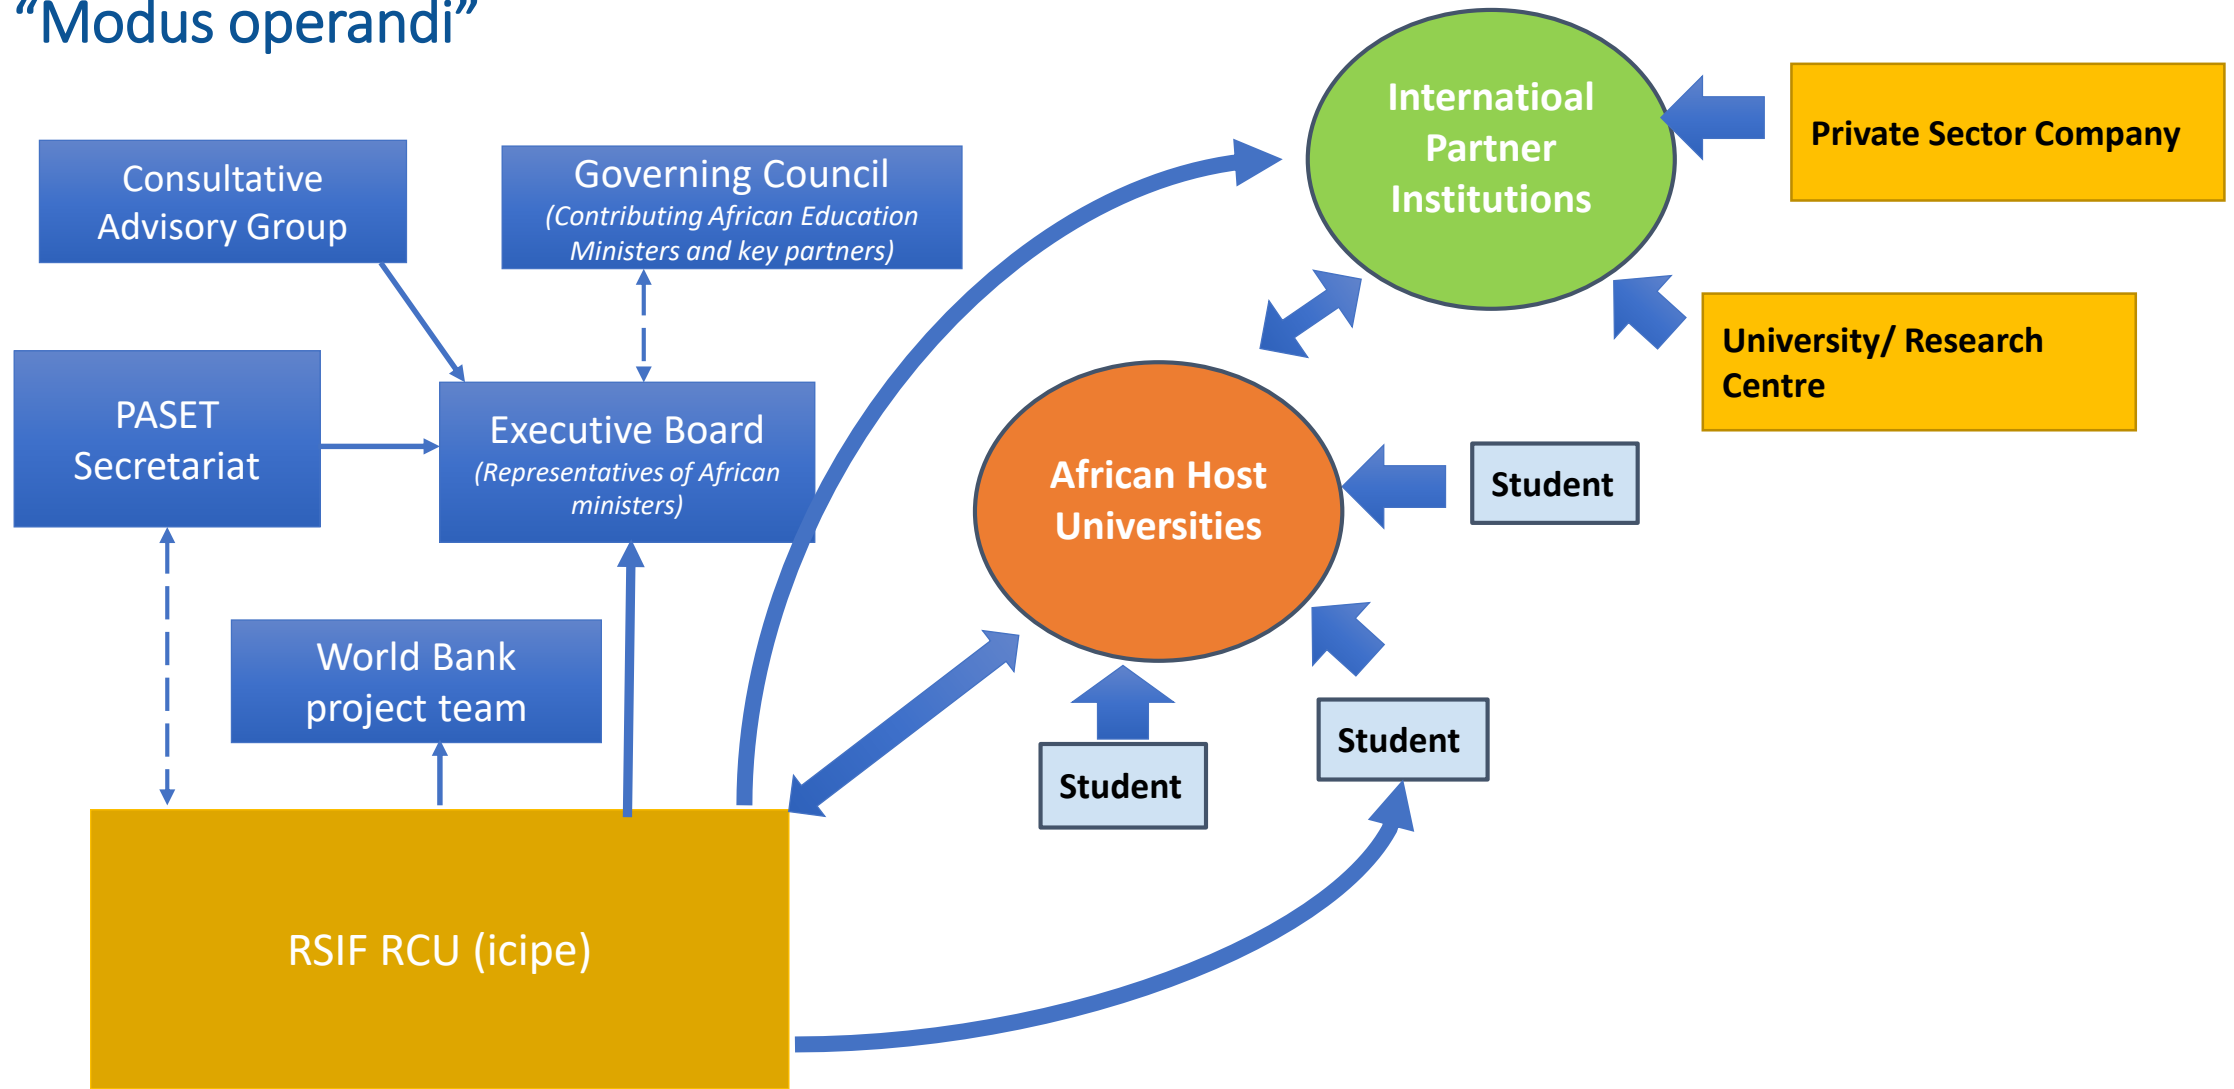 “Modus operandi”
Consultative
Advisory Group
Governing Council
(Contributing African Education
Ministers and key partners)
PASET
Secretariat
Executive Board
(Representatives of African
ministers)
World Bank
project team
RSIF RCU (icipe)
Internatioal
Partner
Institutions
Private Sector Company
University/ Research
Centre
African Host
Universities
Student
Student
Student